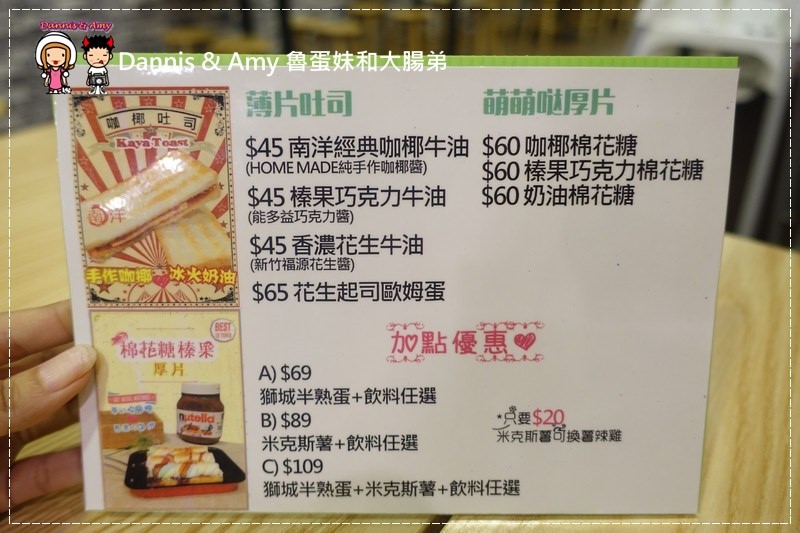 Dannis & Amy
Dannis & Amy 魯蛋妹和大腸弟
咖椰吐司
Kaya Toast
南洋
手作咖椰 冰火奶油
BEST
棉花糖榛果
厚片
nutella
薄片吐司
$45 南洋經典咖椰牛油
(HOME MADE純手作咖椰醬)
$45 榛果巧克力牛油
(能多益巧克力醬)
$45 香濃花生牛油
(新竹福源花生醬)
$65 花生起司歐姆蛋
萌萌噠厚片
$60 咖椰棉花糖
$60 榛果巧克力棉花糖
$60 奶油棉花糖
加點優惠
A) $69
獅城半熟蛋+飲料任選
B) $89
米克斯薯+飲料任選
C) $109
獅城半熟蛋+米克斯薯+飲料任選
*只要$20
米克斯薯可換薯辣雞